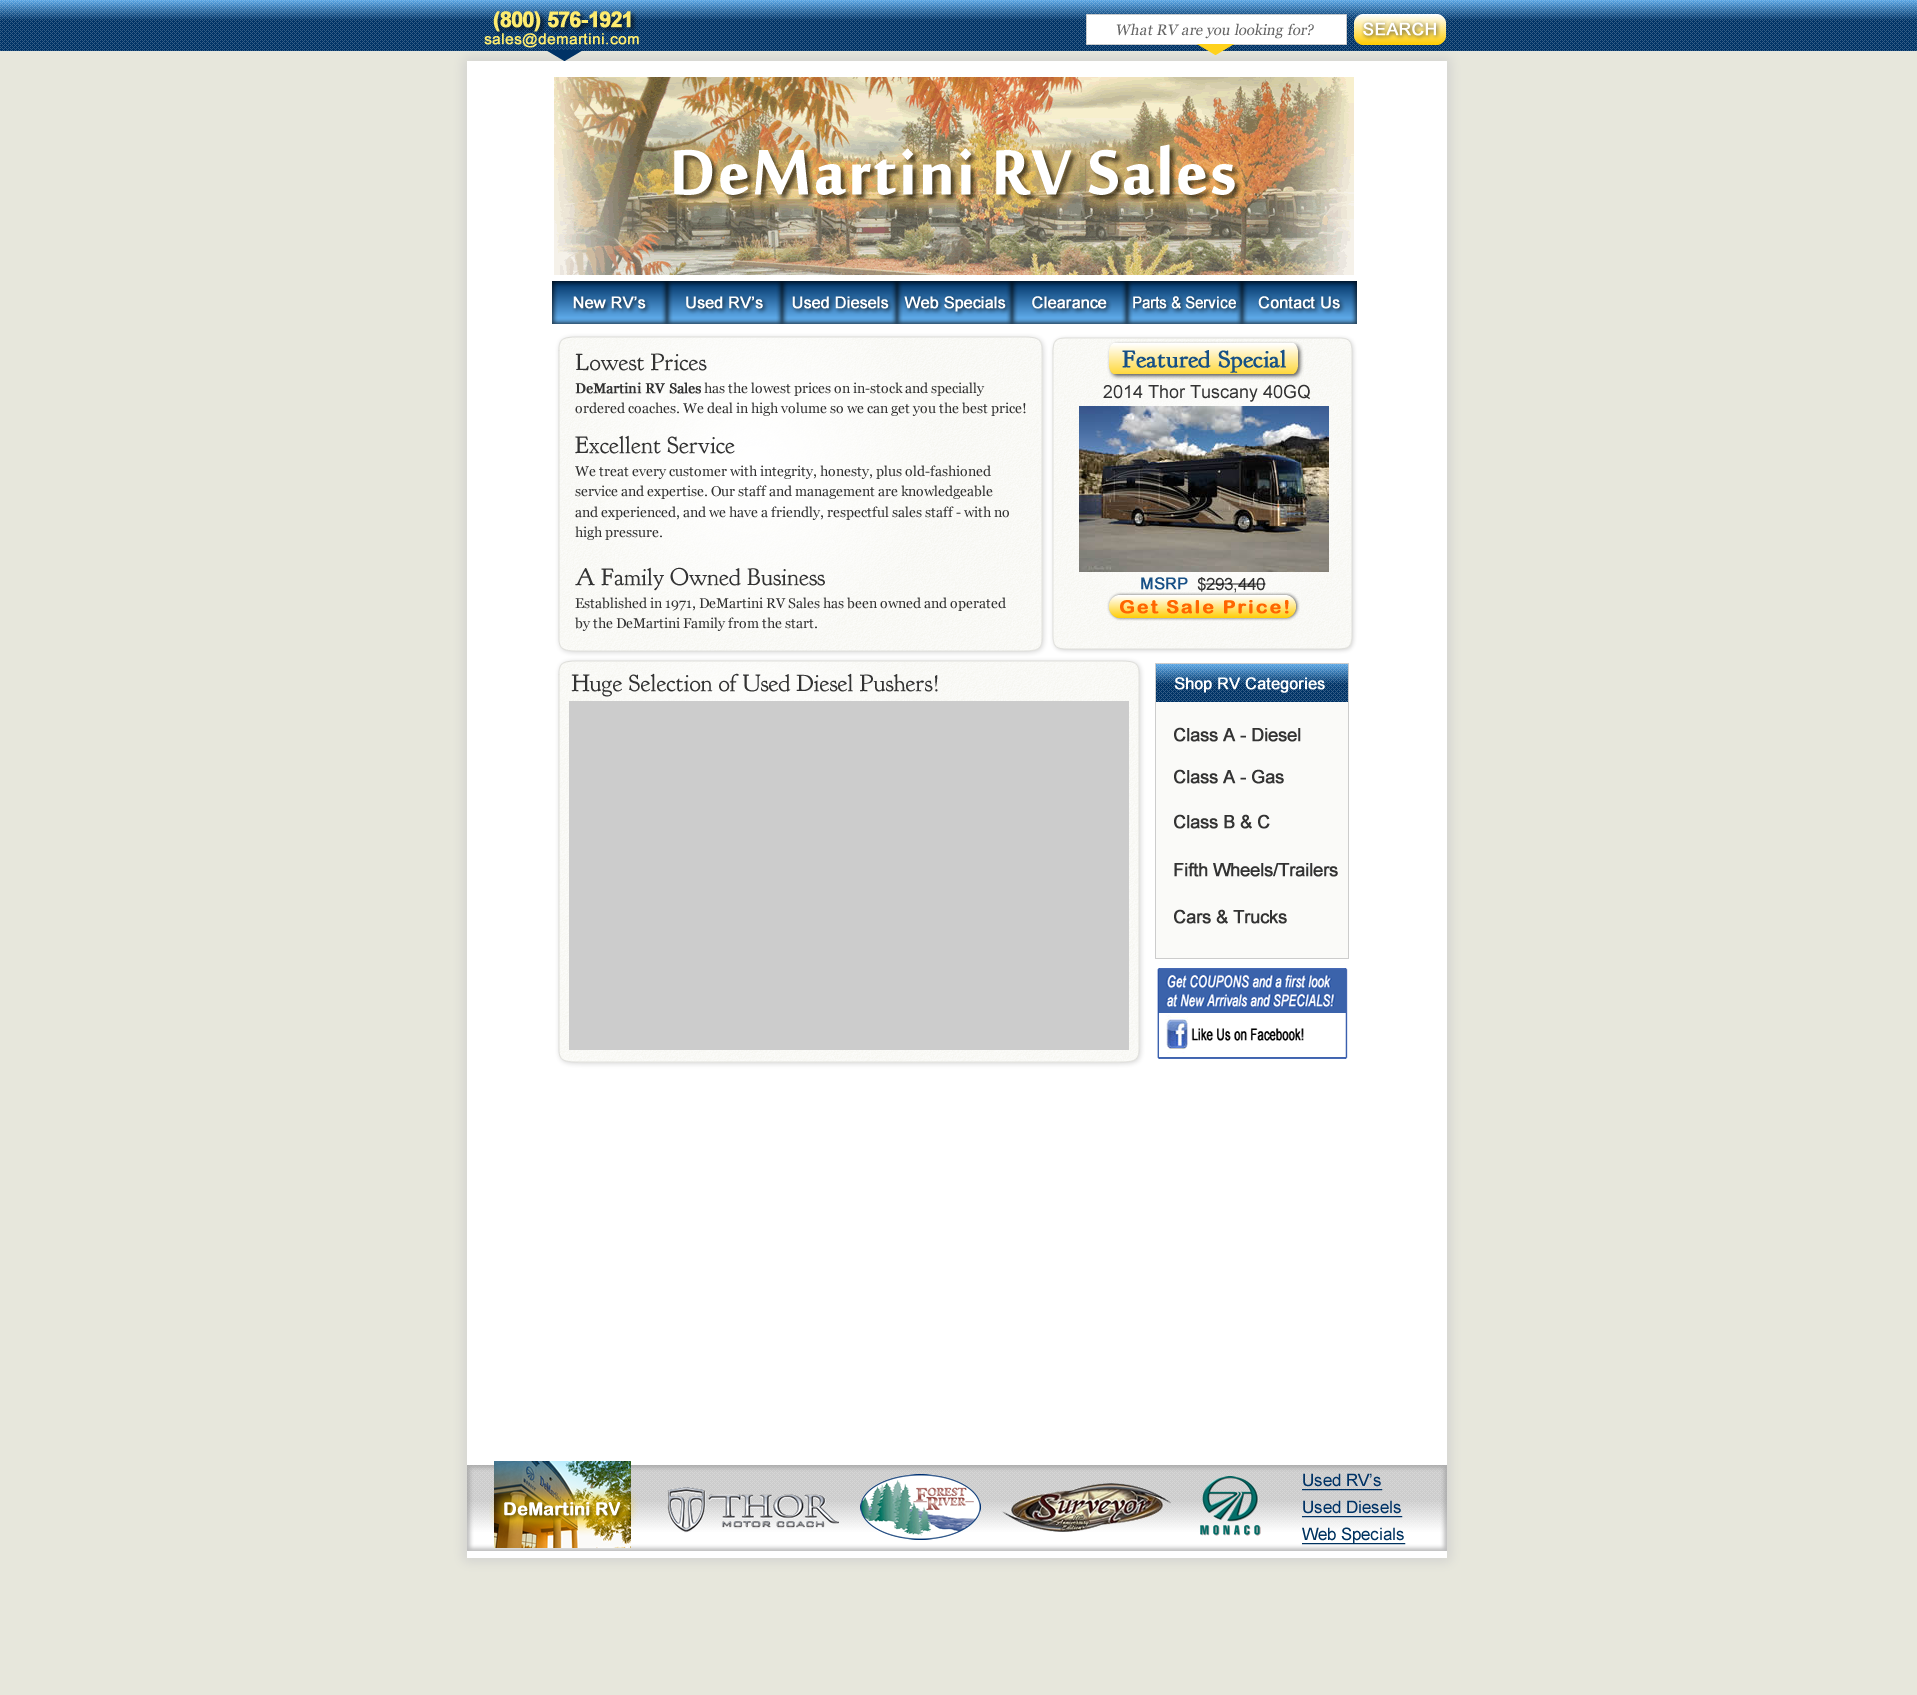 (800) 576-1921
sales@demartini.com
What RV are you looking for?
SEARCH
DeMartini RV Sales
New RV's
Used RV's
Used Diesels
Web Specials
Clearance
Parts & Service
Contact Us
Lowest Prices
DeMartini RV Sales has the lowest prices on in-stock and specially
ordered coaches. We deal in high volume so we can get you the best price!
Excellent Service
We treat every customer with integrity, honesty, plus old-fashioned
service and expertise. Our staff and management are knowledgeable
and experienced, and we have a friendly, respectful sales staff - with no
high pressure.
A Family Owned Business
Established in 1971, DeMartini RV Sales has been owned and operated
by the DeMartini Family from the start.
Featured Special
2014 Thor Tuscany 40GQ
MSRP $293,440
Get Sale Price!
Huge Selection of Used Diesel Pushers!
Shop RV Categories
Class A - Diesel
Class A - Gas
Class B & C
Fifth Wheels/Trailers
Cars & Trucks
Get COUPONS and a first look
at New Arrivals and SPECIALS!
f Like Us on Facebook!
DeMartini RV
THOR
MOTOR COACH
FOREST
RIVER
Surveyor
MONACO
Used RV's
Used Diesels
Web Specials